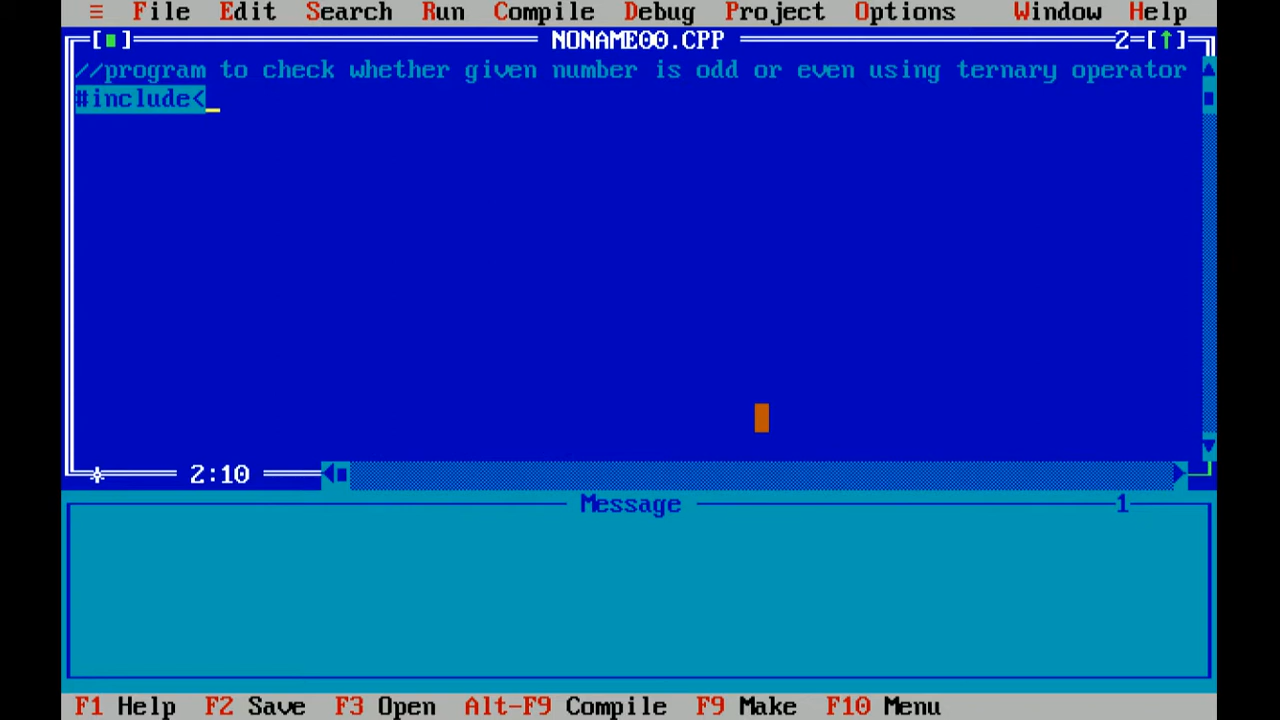 ≡ File Edit Search Run Compile Debug Project Options Window Help
[■] NONAME00.CPP 2=[↑]
//program to check whether given number is odd or even using ternary operator
#include<_
2:10
Message 1
F1 Help F2 Save F3 Open Alt-F9 Compile F9 Make F10 Menu